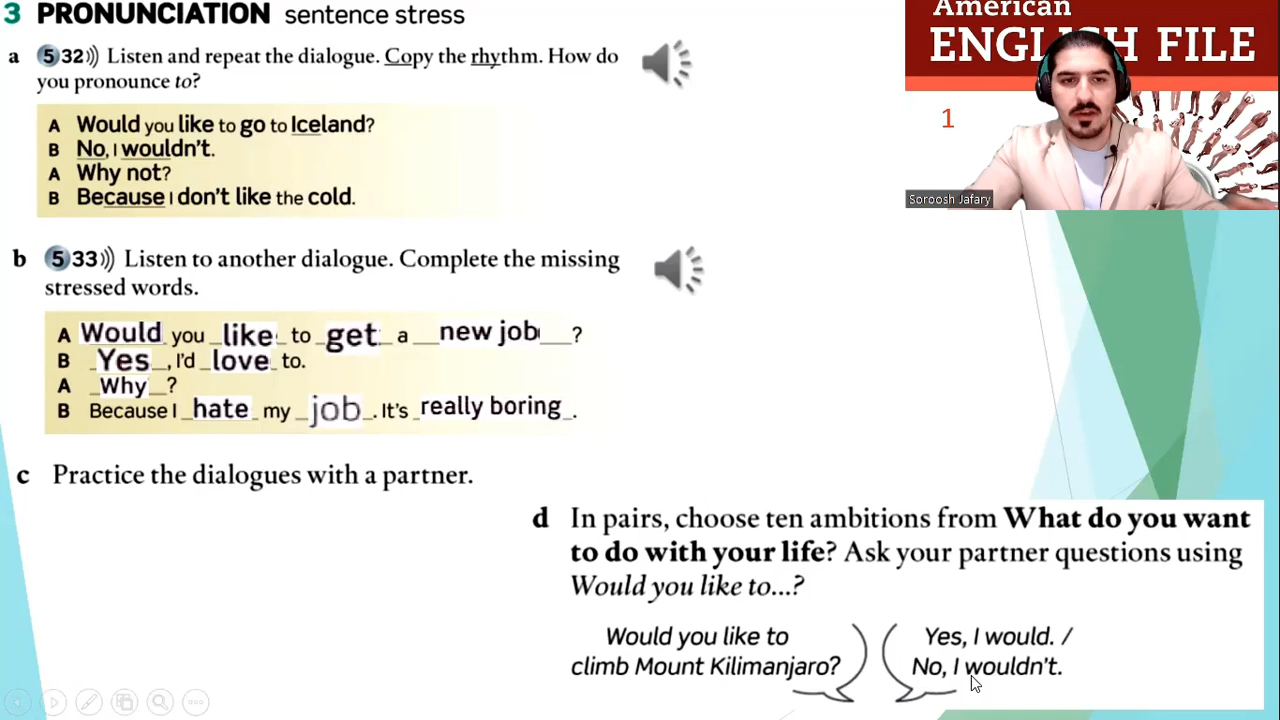 3 PRONUNCIATION sentence stress
a 5 32))) Listen and repeat the dialogue. Copy the rhythm. How do
you pronounce to?
A Would you like to go to Iceland?
B No, I wouldn't.
A Why not?
B Because I don't like the cold.
b 5 33))) Listen to another dialogue. Complete the missing
stressed words.
A Would you like to get a new job ?
B Yes, I'd love to.
A Why ?
B Because I hate my job. It's really boring.
c Practice the dialogues with a partner.
d In pairs, choose ten ambitions from What do you want
to do with your life? Ask your partner questions using
Would you like to...?
Would you like to
climb Mount Kilimanjaro?
Yes, I would. /
No, I wouldn't.
American
ENGLISH FILE
1
Soroosh Jafary